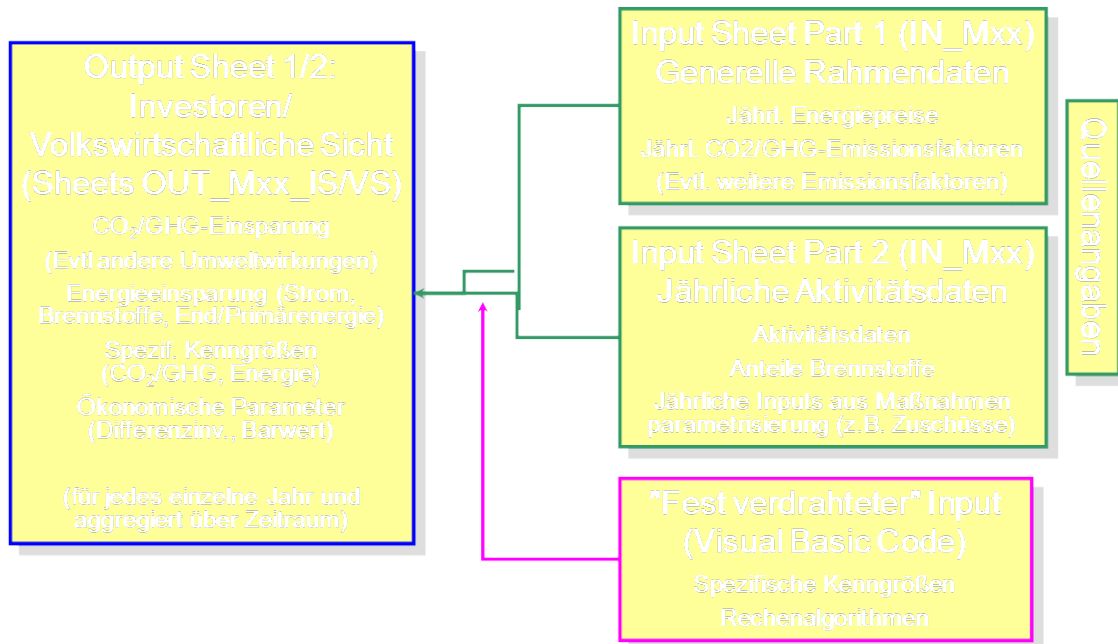 Output Sheet 1/2:
Investoren/
Volkswirtschaftliche Sicht
(Sheets OUT_Mxx_IS/VS)
CO₂/GHG-Einsparung
(Evtl andere Umweltwirkungen)
Energieeinsparung (Strom,
Brennstoffe, End/Primärenergie)
Spezif. Kenngrößen
(CO₂/GHG, Energie)
Ökonomische Parameter
(Differenzinv., Barwert)
(für jedes einzelne Jahr und
aggregiert über Zeitraum)
Input Sheet Part 1 (IN_Mxx)
Generelle Rahmendaten
Jährl. Energiepreise
Jährl. CO2/GHG-Emissionsfaktoren
(Evtl. weitere Emissionsfaktoren)
Input Sheet Part 2 (IN_Mxx)
Jährliche Aktivitätsdaten
Aktivitätsdaten
Anteile Brennstoffe
Jährliche Inputs aus Maßnahmen
parametrisierung (z.B. Zuschüsse)
"Fest verdrahteter" Input
(Visual Basic Code)
Spezifische Kenngrößen
Rechenalgorithmen
Quellenangaben